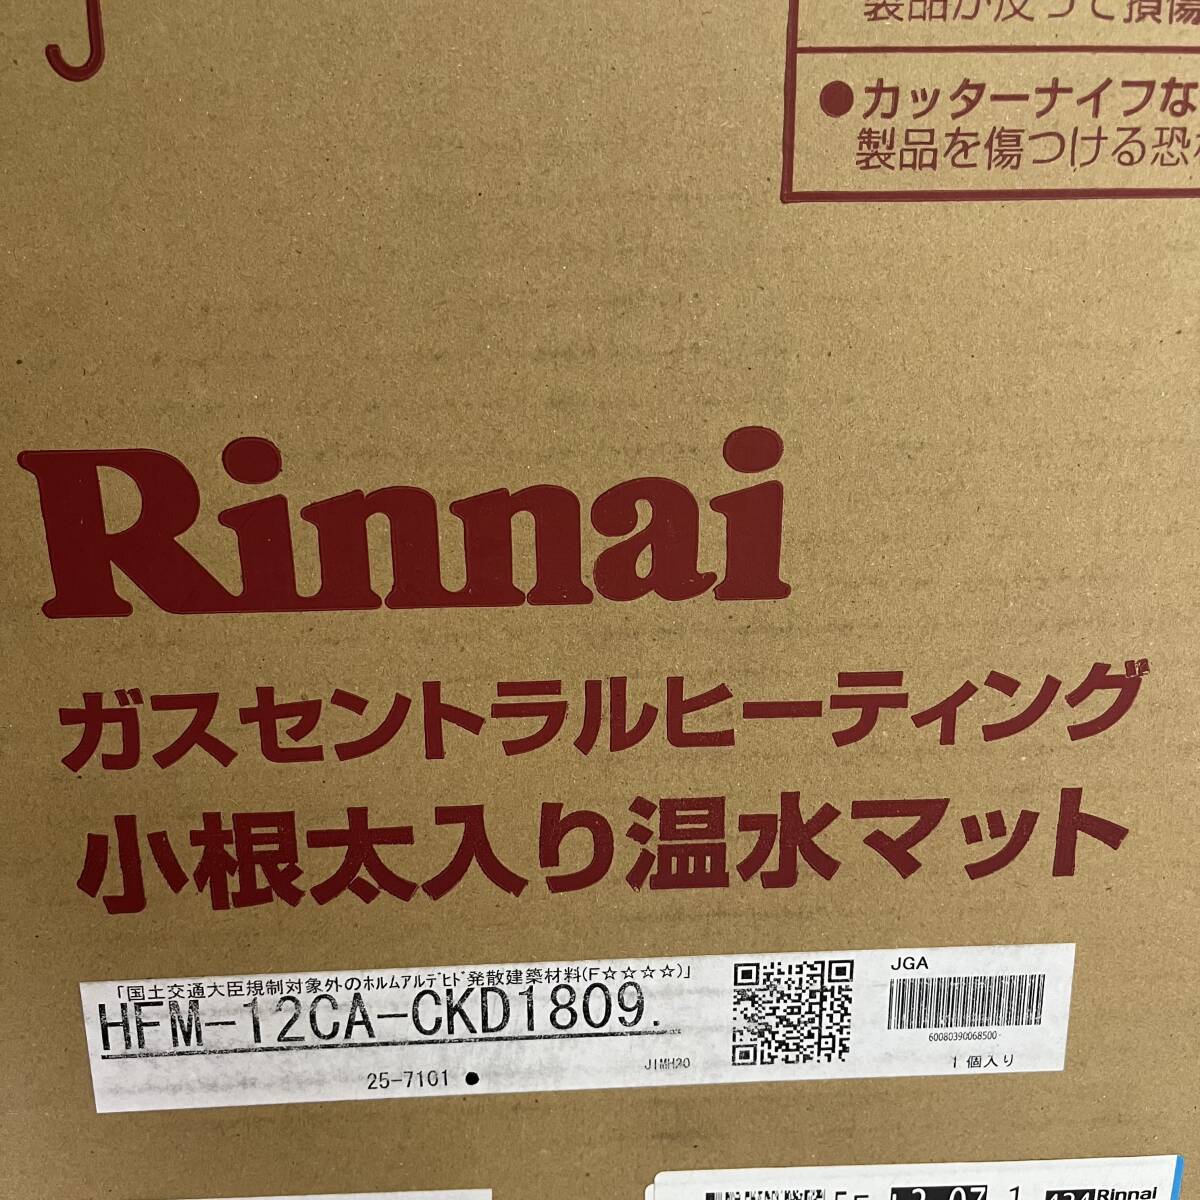 ●カッターナイフな
製品を傷つける恐
Rinnai
ガスセントラルヒーティング
小根太入り温水マット
「国土交通大臣規制対象外のホルムアルデヒド発散建築材料(F☆☆☆☆)」
HFM-12CA-CKD1809.
25-7101 ●
JIMH20
JGA
60080390068500
1個入り
Rinnai